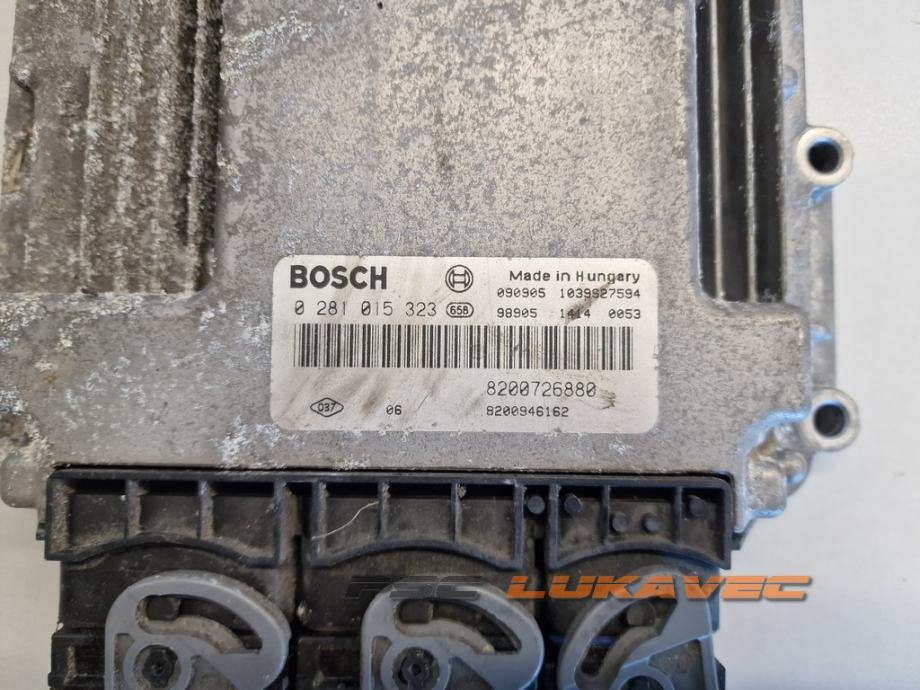 BOSCH Made in Hungary
090905 1039S27594
0 281 015 323 658 98905 1414 0053
8200726880
037 06 8200946162
PSC LUKAVEC